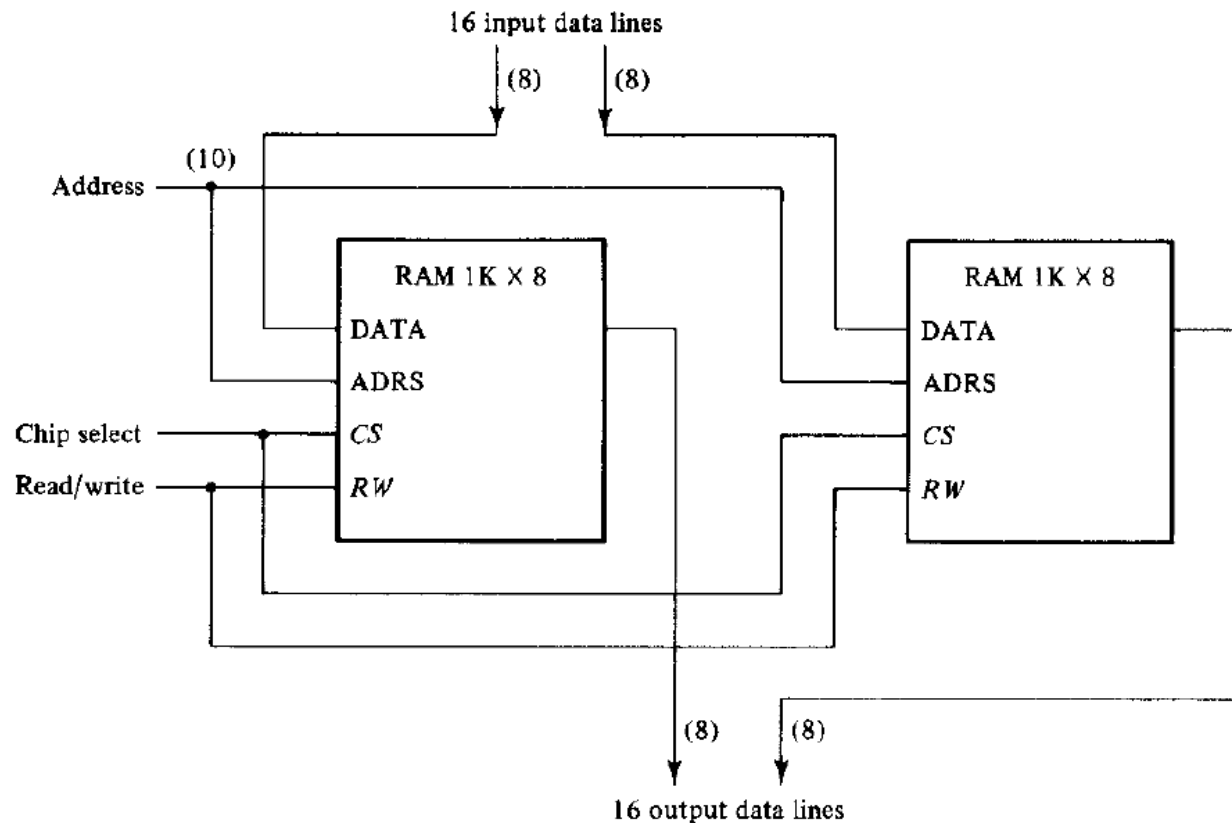 16 input data lines
(8) (8)
(10)
Address
RAM 1K × 8 RAM 1K × 8
DATA DATA
ADRS ADRS
Chip select CS CS
Read/write RW RW
(8) (8)
16 output data lines